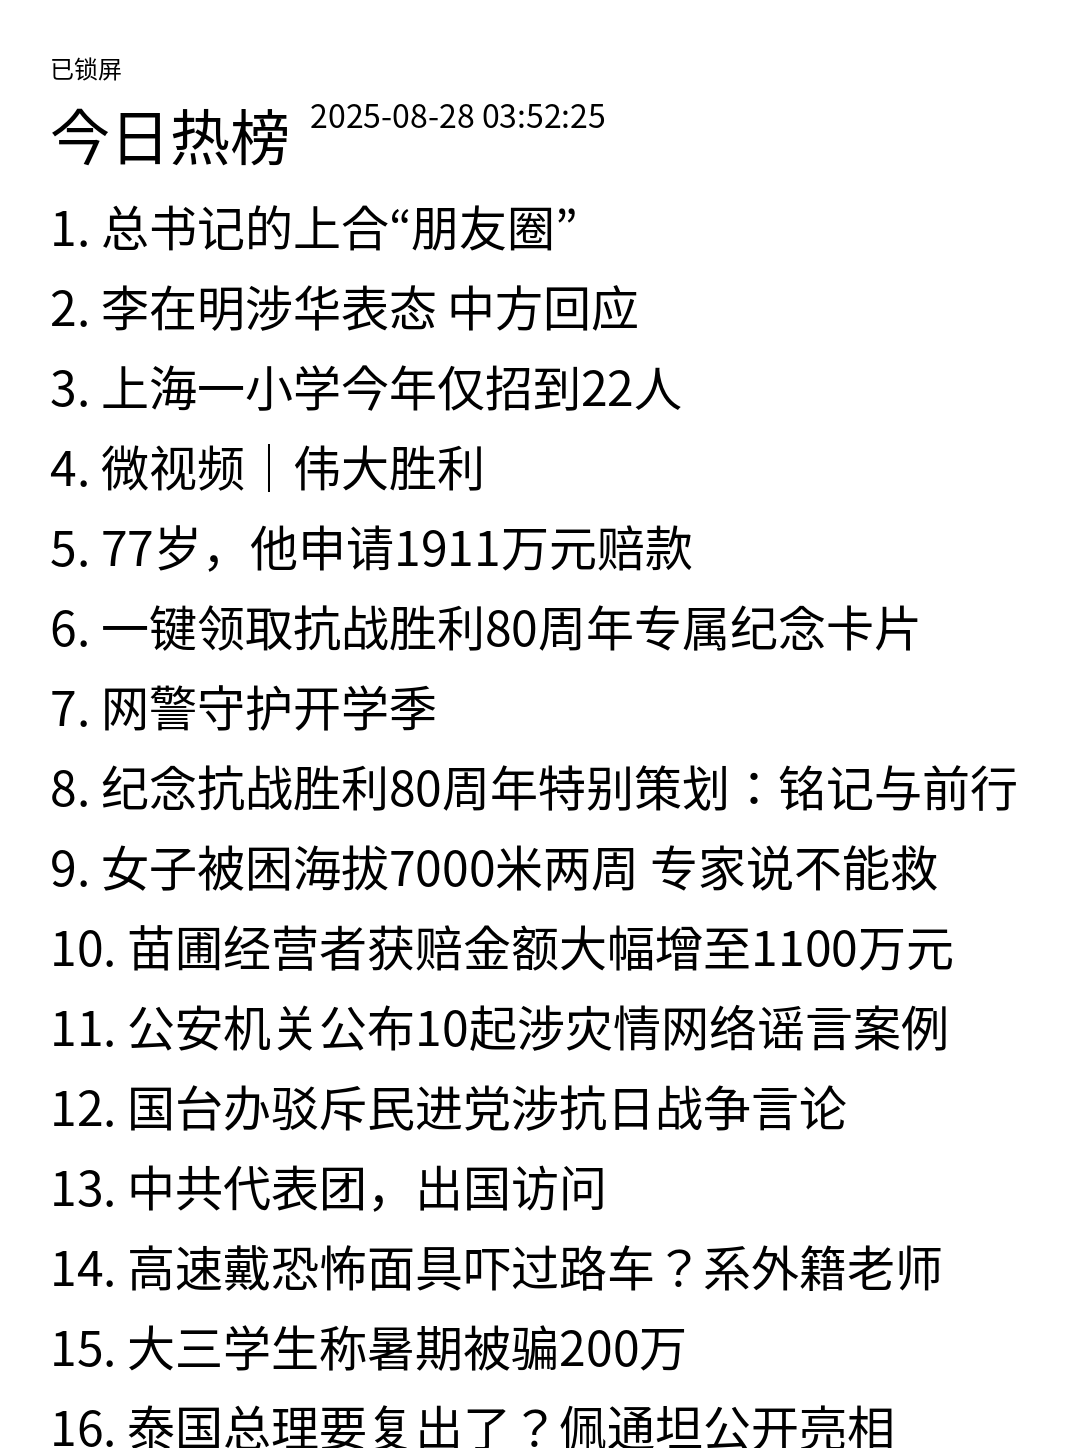 已锁屏
今日热榜 2025-08-28 03:52:25
1. 总书记的上合“朋友圈”
2. 李在明涉华表态 中方回应
3. 上海一小学今年仅招到22人
4. 微视频｜伟大胜利
5. 77岁，他申请1911万元赔款
6. 一键领取抗战胜利80周年专属纪念卡片
7. 网警守护开学季
8. 纪念抗战胜利80周年特别策划：铭记与前行
9. 女子被困海拔7000米两周 专家说不能救
10. 苗圃经营者获赔金额大幅增至1100万元
11. 公安机关公布10起涉灾情网络谣言案例
12. 国台办驳斥民进党涉抗日战争言论
13. 中共代表团，出国访问
14. 高速戴恐怖面具吓过路车？系外籍老师
15. 大三学生称暑期被骗200万
16. 泰国总理要复出了？佩通坦公开亮相